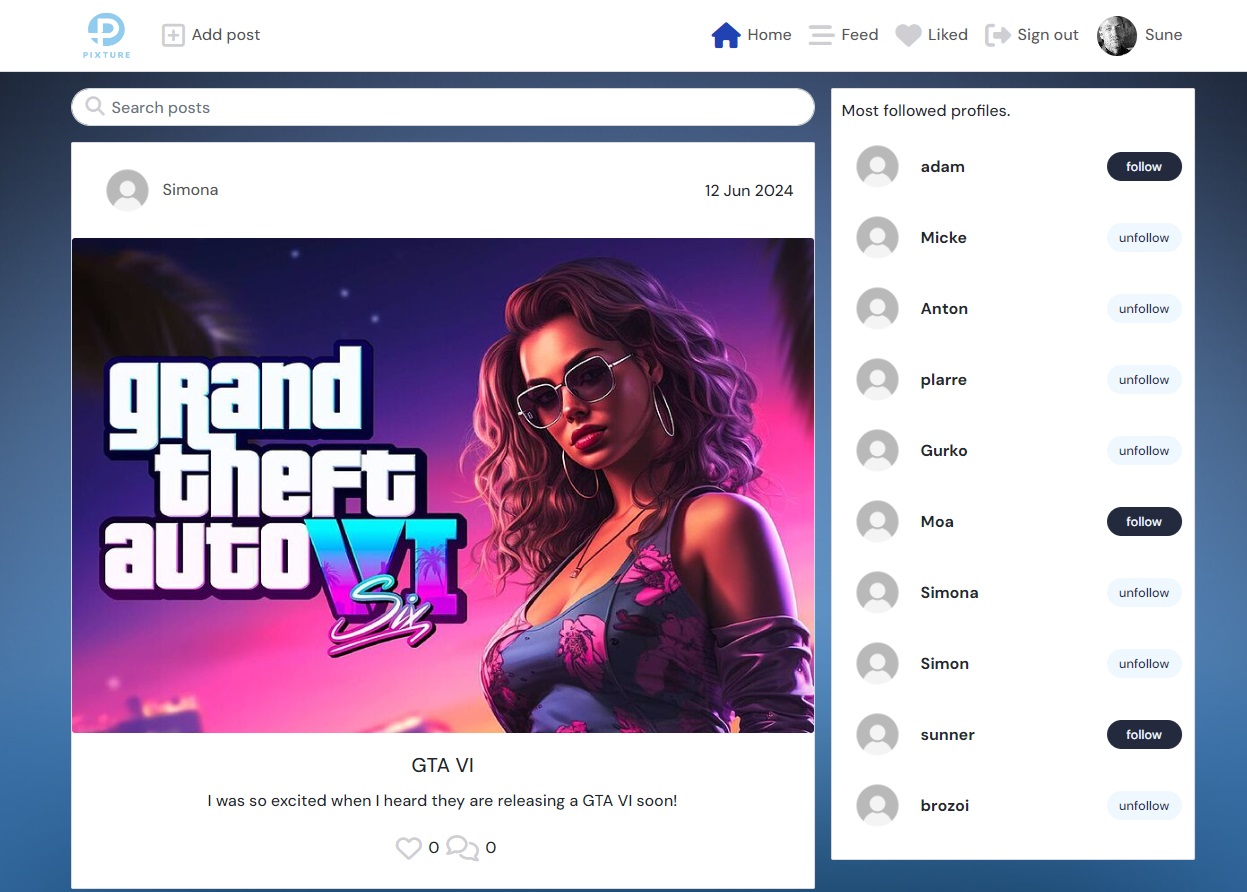 PIXTURE
Add post
Home
Feed
Liked
Sign out
Sune
Search posts
Simona
12 Jun 2024
grand
theft
auto VI
Six
GTA VI
I was so excited when I heard they are releasing a GTA VI soon!
0 0
Most followed profiles.
adam follow
Micke unfollow
Anton unfollow
plarre unfollow
Gurko unfollow
Moa follow
Simona unfollow
Simon unfollow
sunner follow
brozoi unfollow